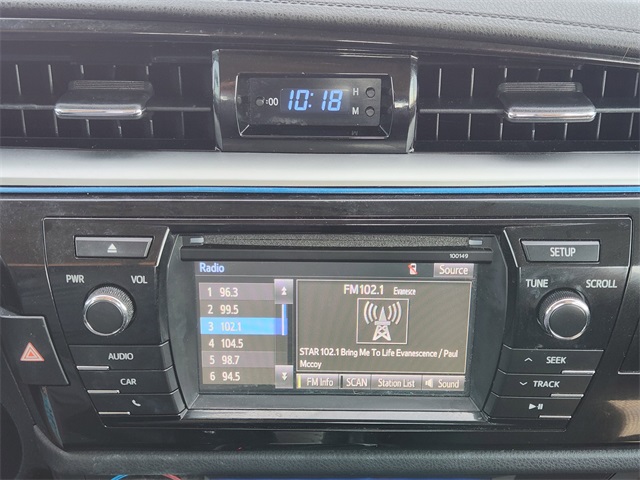 :00 10:18 H
M
100149
SETUP
PWR VOL
TUNE SCROLL
Radio Source
1 96.3
2 99.5
3 102.1
4 104.5
5 98.7
6 94.5
FM102.1 Evanesce
STAR 102.1 Bring Me To Life Evanescence / Paul
Mccoy
FM Info SCAN Station List Sound
AUDIO
CAR
SEEK
TRACK